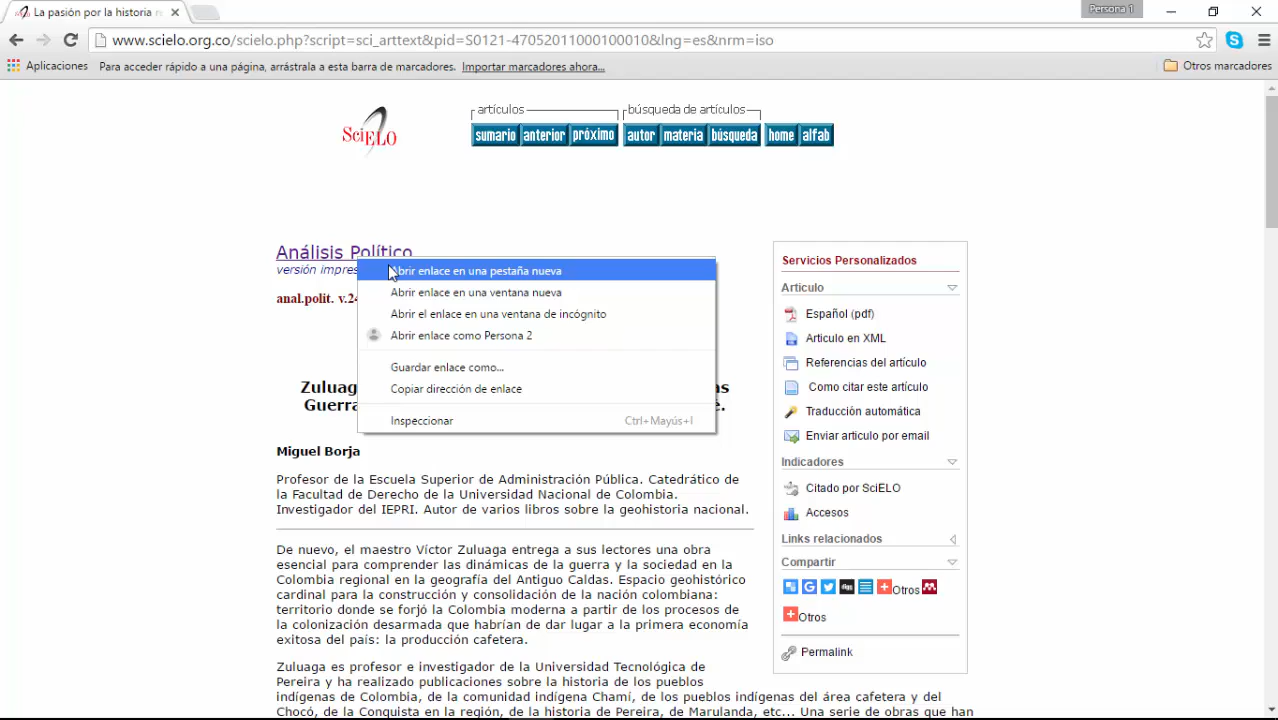 La pasión por la historia
Persona 1
www.scielo.org.co/scielo.php?script=sci_arttext&pid=S0121-47052011000100010&lng=es&nrm=iso
Aplicaciones Para acceder rápido a una página, arrástrala a esta barra de marcadores. Importar marcadores ahora... Otros marcadores
artículos búsqueda de artículos
SciELO
sumario anterior próximo autor materia búsqueda home alfab
Análisis Político
versión impres
anal.polit. v.24
Abrir enlace en una pestaña nueva
Abrir enlace en una ventana nueva
Abrir el enlace en una ventana de incógnito
Abrir enlace como Persona 2
Guardar enlace como...
Copiar dirección de enlace
Inspeccionar Ctrl+Mayús+I
Zuluag as
Guerra e.
Miguel Borja
Profesor de la Escuela Superior de Administración Pública. Catedrático de
la Facultad de Derecho de la Universidad Nacional de Colombia.
Investigador del IEPRI. Autor de varios libros sobre la geohistoria nacional.
De nuevo, el maestro Víctor Zuluaga entrega a sus lectores una obra
esencial para comprender las dinámicas de la guerra y la sociedad en la
Colombia regional en la geografía del Antiguo Caldas. Espacio geohistórico
cardinal para la construcción y consolidación de la nación colombiana:
territorio donde se forjó la Colombia moderna a partir de los procesos de
la colonización desarmada que habrían de dar lugar a la primera economía
exitosa del país: la producción cafetera.
Zuluaga es profesor e investigador de la Universidad Tecnológica de
Pereira y ha realizado publicaciones sobre la historia de los pueblos
indígenas de Colombia, de la comunidad indígena Chamí, de los pueblos indígenas del área cafetera y del
Chocó, de la Conquista en la región, de la historia de Pereira, de Marulanda, etc... Una serie de obras que han
Servicios Personalizados
Articulo
Español (pdf)
Articulo en XML
Referencias del artículo
Como citar este artículo
Traducción automática
Enviar articulo por email
Indicadores
Citado por SciELO
Accesos
Links relacionados
Compartir
Otros
Otros
Permalink